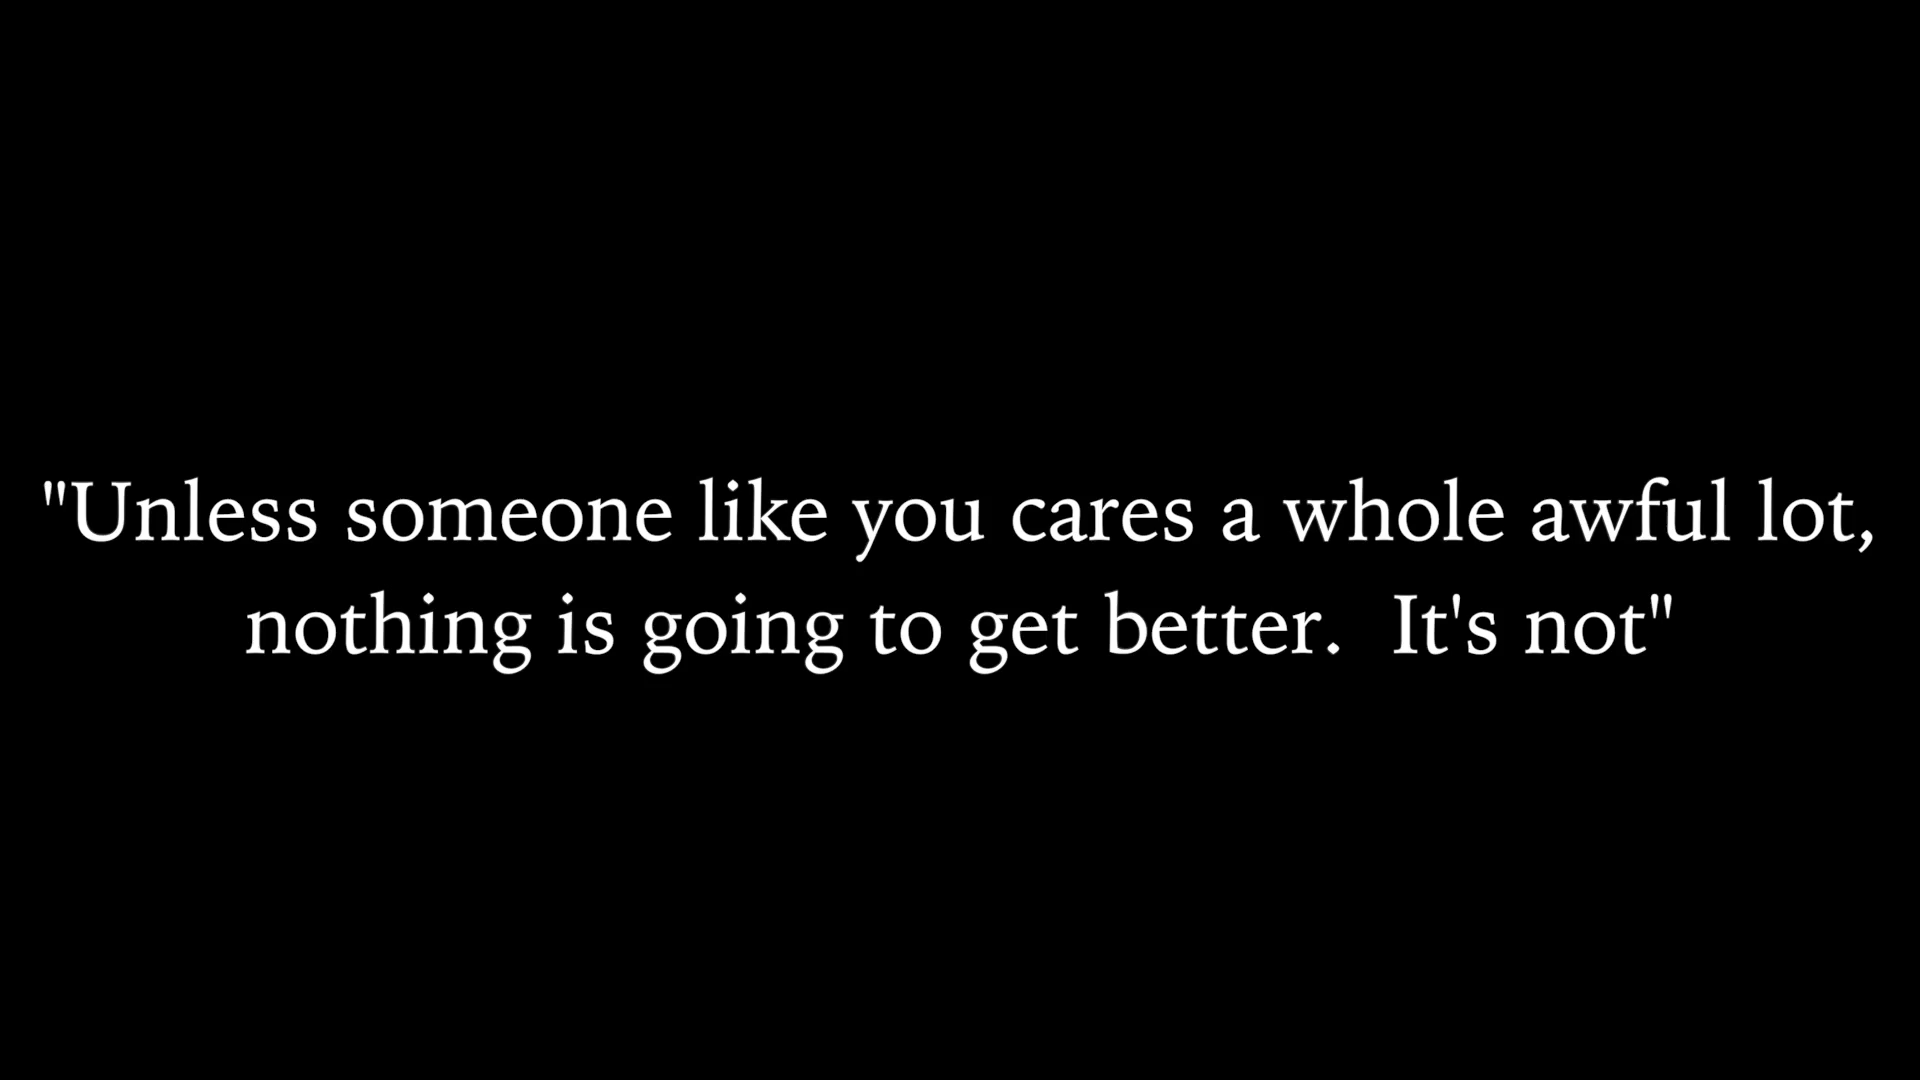 "Unless someone like you cares a whole awful lot,
nothing is going to get better.  It's not"